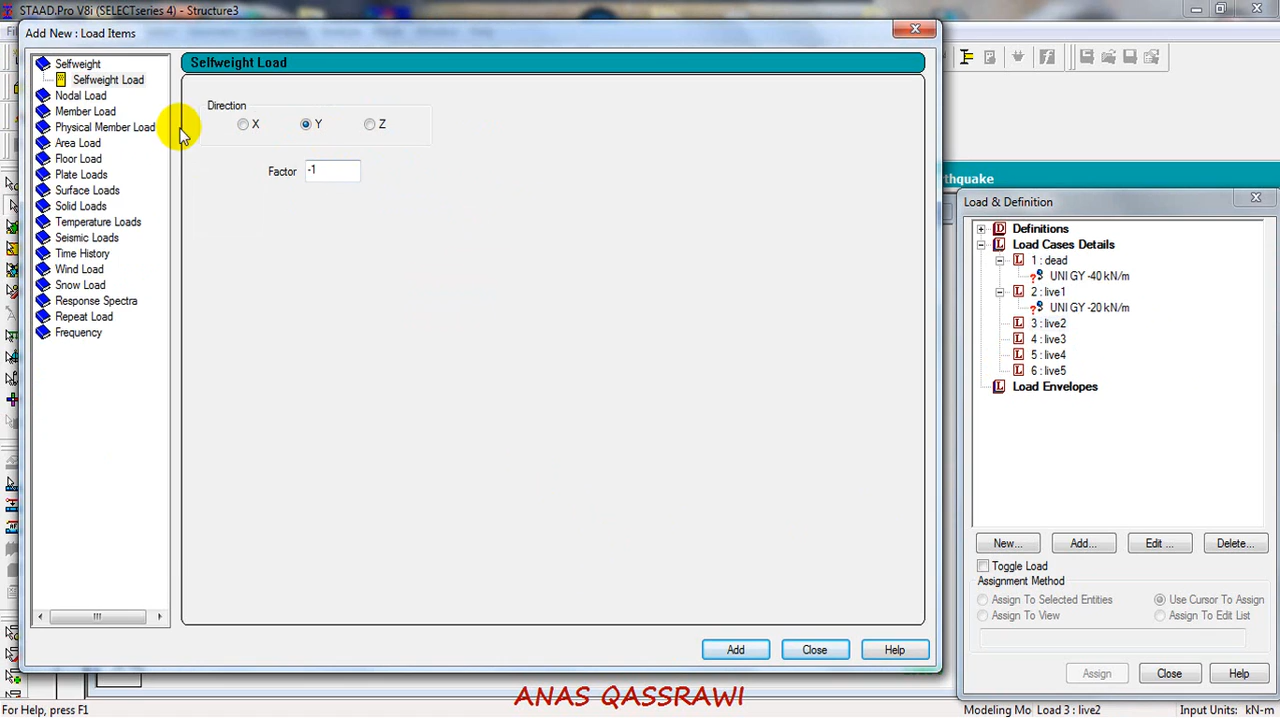 STAAD.Pro V8i (SELECTseries 4) - Structure3
Add New : Load Items
Selfweight
Selfweight Load
Nodal Load
Member Load
Physical Member Load
Area Load
Floor Load
Plate Loads
Surface Loads
Solid Loads
Temperature Loads
Seismic Loads
Time History
Wind Load
Snow Load
Response Spectra
Repeat Load
Frequency
Selfweight Load
Direction
X Y Z
Factor -1
Add Close Help
thquake
Load & Definition
Definitions
Load Cases Details
1 : dead
UNI GY -40 kN/m
2 : live1
UNI GY -20 kN/m
3 : live2
4 : live3
5 : live4
6 : live5
Load Envelopes
New... Add... Edit ... Delete...
Toggle Load
Assignment Method
Assign To Selected Entities Use Cursor To Assign
Assign To View Assign To Edit List
Assign Close Help
ANAS QASSRAWI
For Help, press F1
Modeling Mo Load 3 : live2 Input Units: kN-m